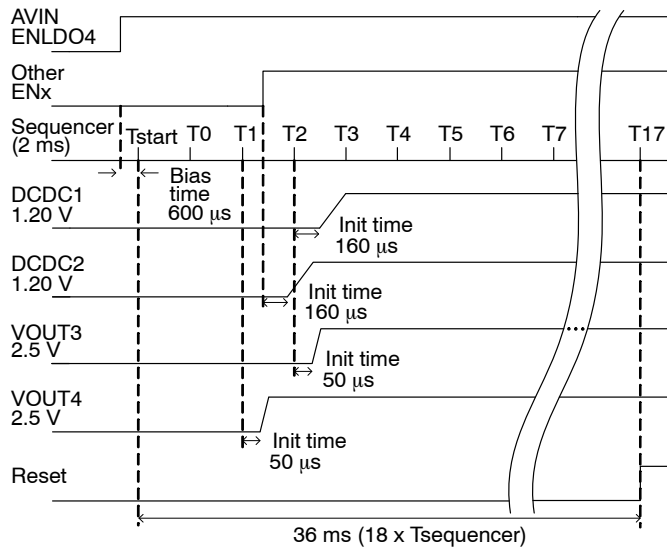 AVIN
ENLDO4
Other
ENx
Sequencer
(2 ms)
Tstart T0 T1 T2 T3 T4 T5 T6 T7 T17
Bias
time
600 μs
DCDC1
1.20 V
Init time
160 μs
DCDC2
1.20 V
Init time
160 μs
VOUT3
2.5 V
...
Init time
50 μs
VOUT4
2.5 V
Init time
50 μs
Reset
36 ms (18 x Tsequencer)